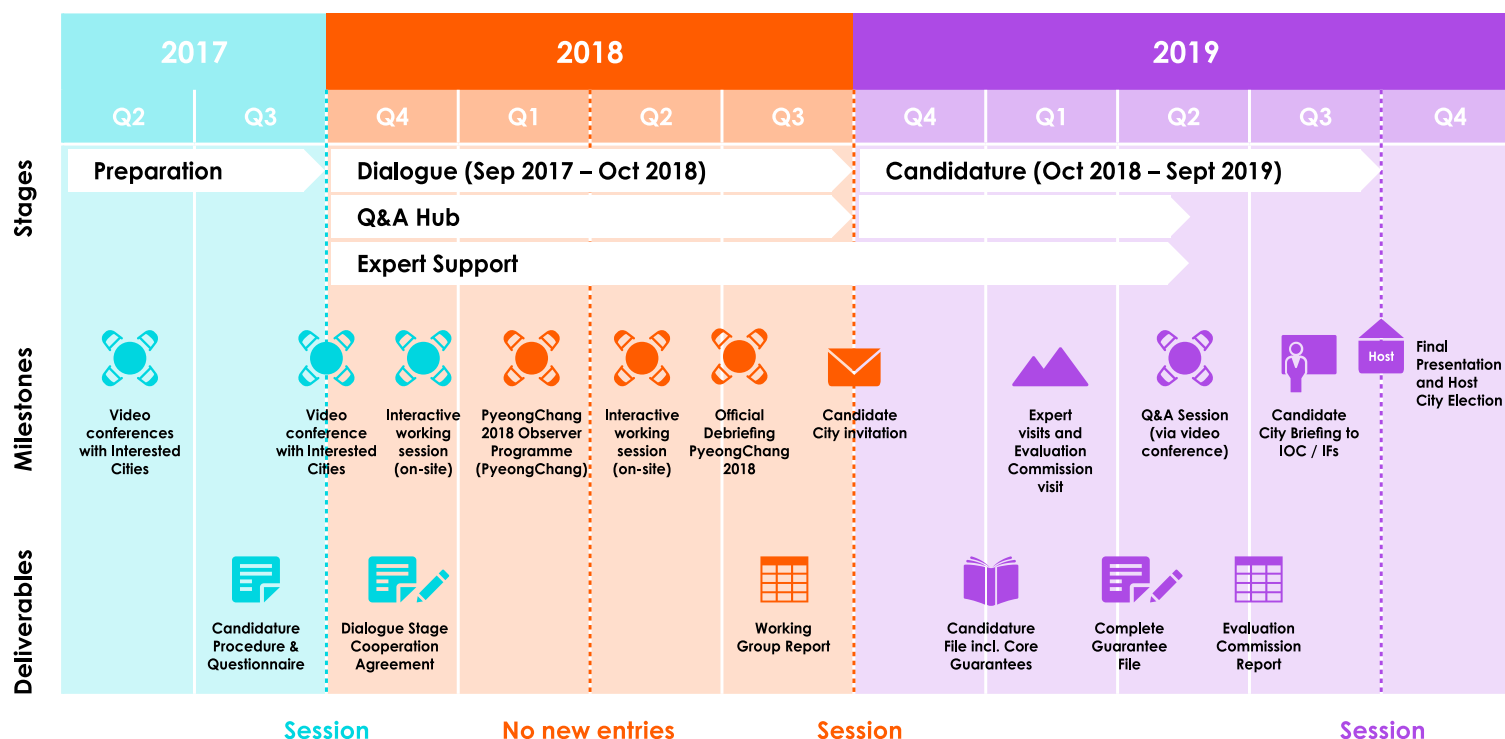 2017
2018
2019
Q2
Q3
Q4
Q1
Q2
Q3
Q4
Q1
Q2
Q3
Q4
Stages
Preparation
Dialogue (Sep 2017 – Oct 2018)
Candidature (Oct 2018 – Sept 2019)
Q&A Hub
Expert Support
Milestones
Video
conferences
with Interested
Cities
Video
conference
with Interested
Cities
Interactive
working
session
(on-site)
PyeongChang
2018 Observer
Programme
(PyeongChang)
Interactive
working
session
(on-site)
Official
Debriefing
PyeongChang
2018
Candidate
City invitation
Expert
visits and
Evaluation
Commission
visit
Q&A Session
(via video
conference)
Candidate
City Briefing to
IOC / IFs
Host
Final
Presentation
and Host
City Election
Deliverables
Candidature
Procedure &
Questionnaire
Dialogue Stage
Cooperation
Agreement
Working
Group Report
Candidature
File incl. Core
Guarantees
Complete
Guarantee
File
Evaluation
Commission
Report
Session
No new entries
Session
Session